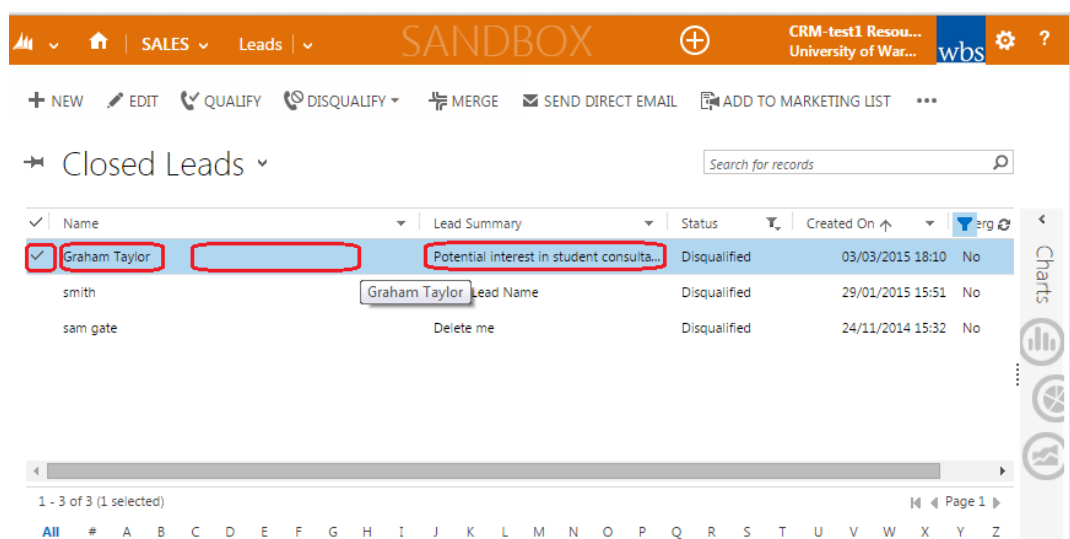 SALES Leads SANDBOX CRM-test1 Resou...
University of War... wbs ?
NEW EDIT QUALIFY DISQUALIFY MERGE SEND DIRECT EMAIL ADD TO MARKETING LIST ...
Closed Leads Search for records
Name Lead Summary Status Created On erg
Graham Taylor Potential interest in student consulta... Disqualified 03/03/2015 18:10 No
smith Lead Name Disqualified 29/01/2015 15:51 No
Graham Taylor
sam gate Delete me Disqualified 24/11/2014 15:32 No
Charts
1 - 3 of 3 (1 selected) Page 1
All # A B C D E F G H I J K L M N O P Q R S T U V W X Y Z